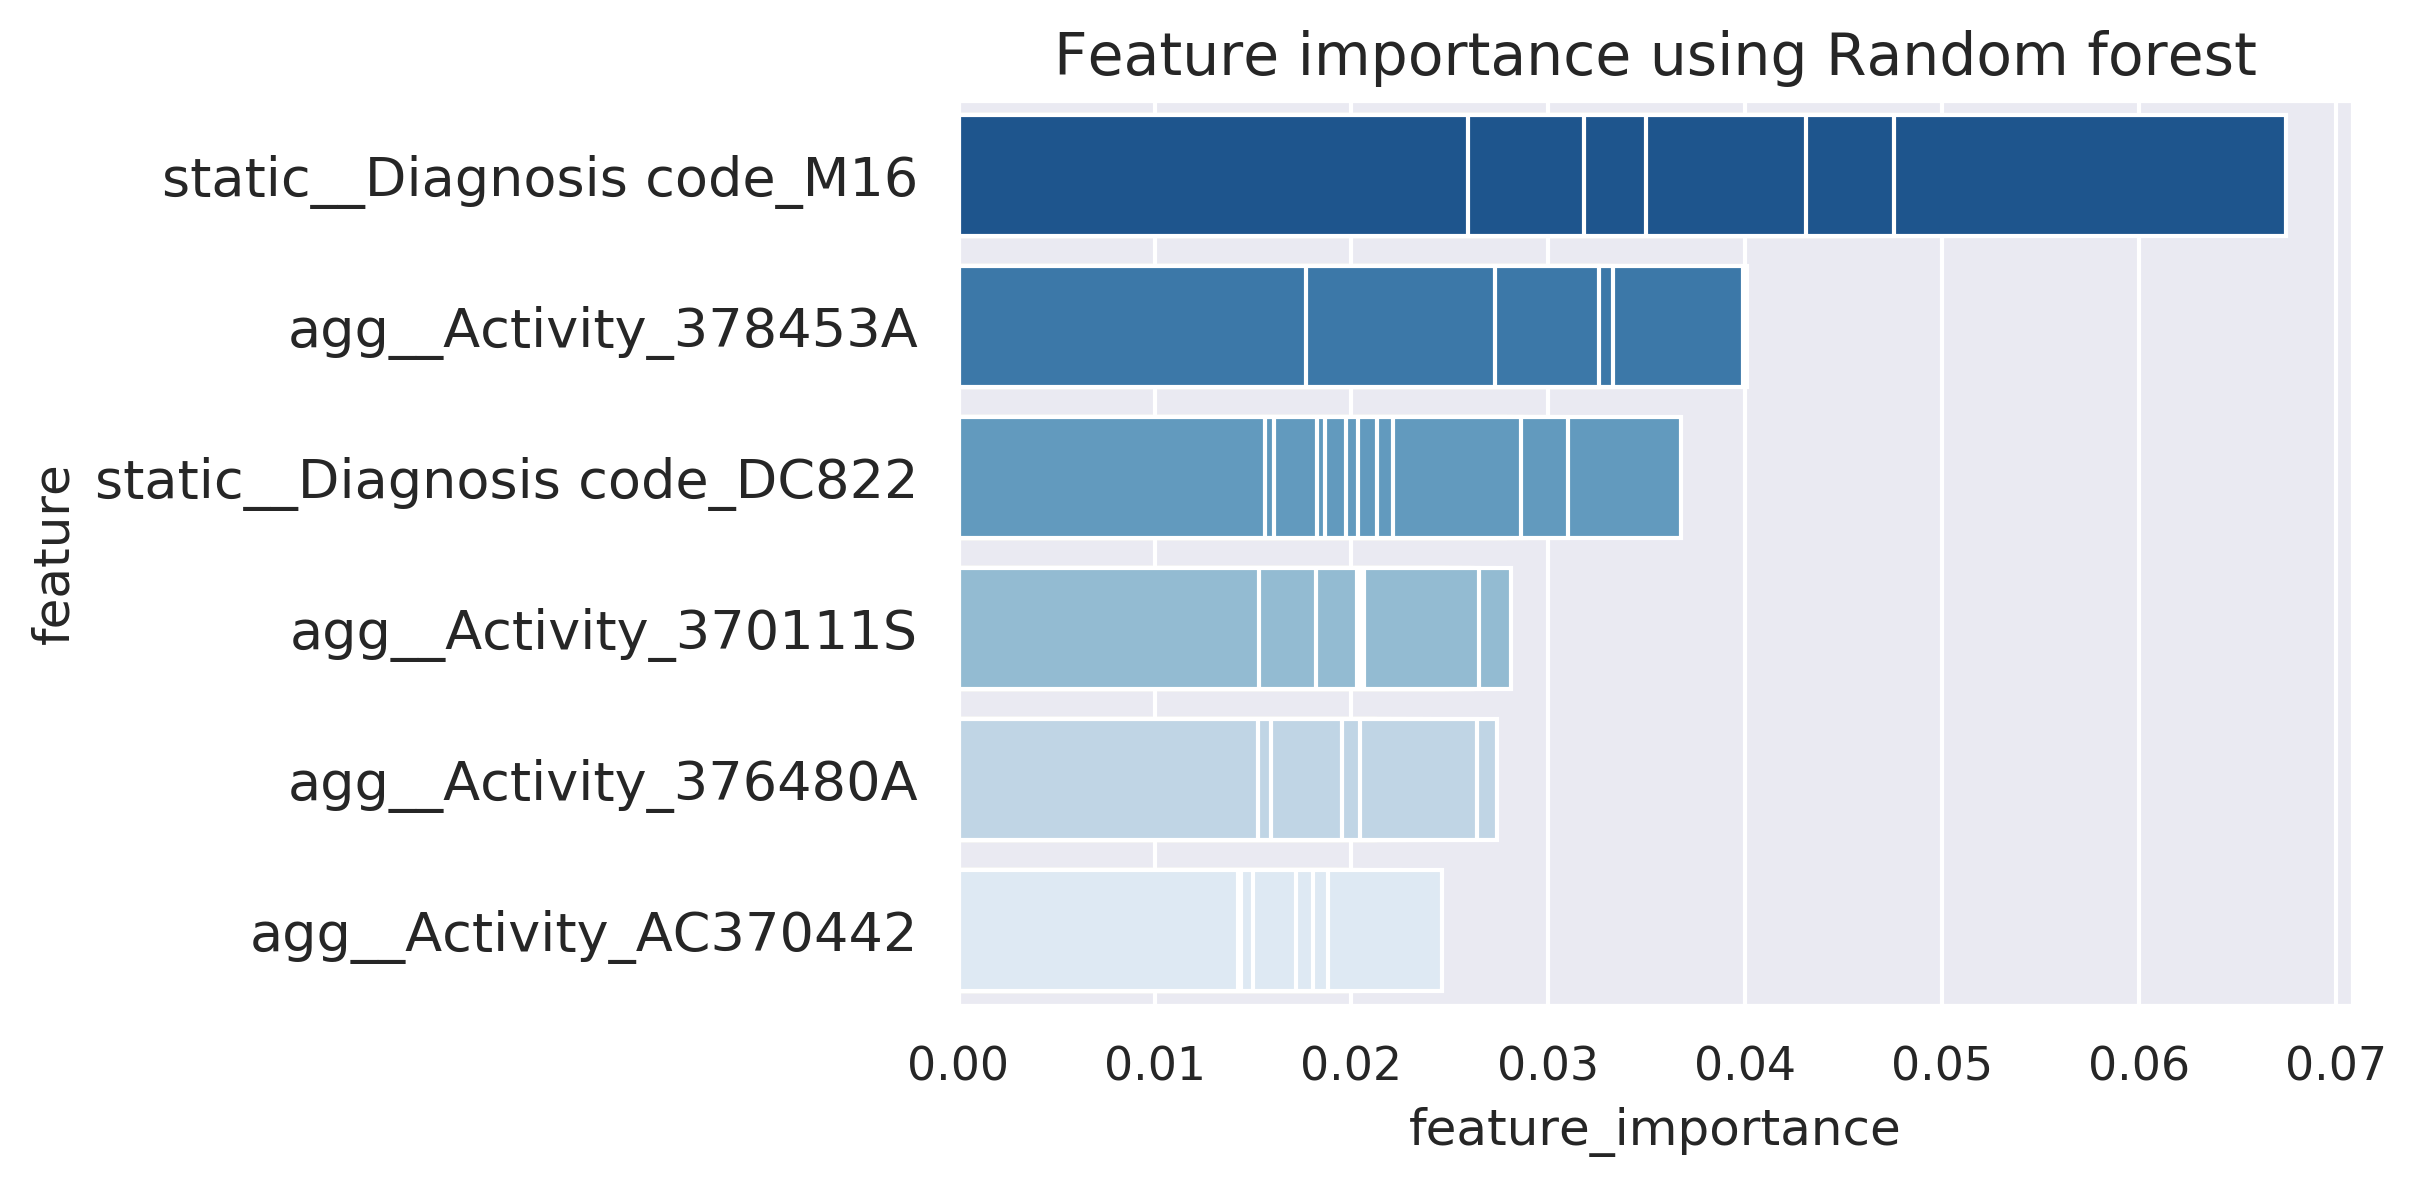 Feature importance using Random forest
feature
static__Diagnosis code_M16
agg__Activity_378453A
static__Diagnosis code_DC822
agg__Activity_370111S
agg__Activity_376480A
agg__Activity_AC370442
0.00 0.01 0.02 0.03 0.04 0.05 0.06 0.07
feature_importance